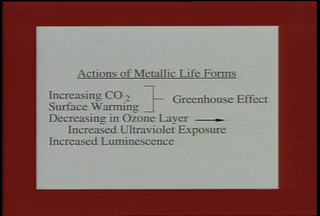 Actions of Metallic Life Forms
Increasing CO2
Surface Warming
Greenhouse Effect
Decreasing in Ozone Layer
Increased Ultraviolet Exposure
Increased Luminescence